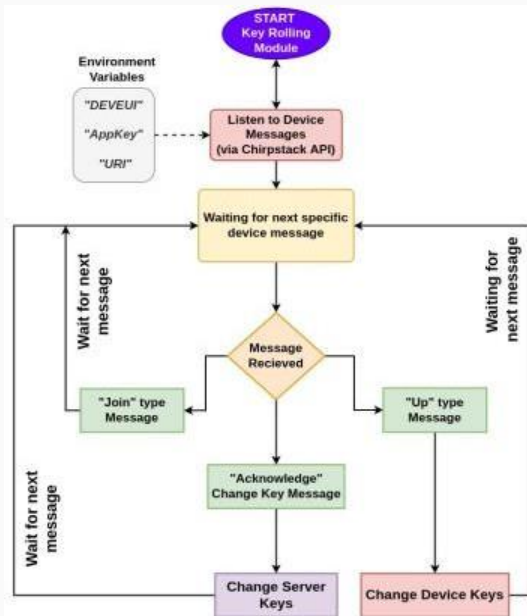 START
Key Rolling
Module
Environment
Variables
"DEVEUI"
"AppKey"
"URI"
Listen to Device
Messages
(via Chirpstack API)
Waiting for next specific
device message
Wait for next
message
Waiting for
next message
Message
Recieved
"Join" type
Message
"Up" type
Message
Wait for next
message
"Acknowledge"
Change Key Message
Change Server
Keys
Change Device Keys